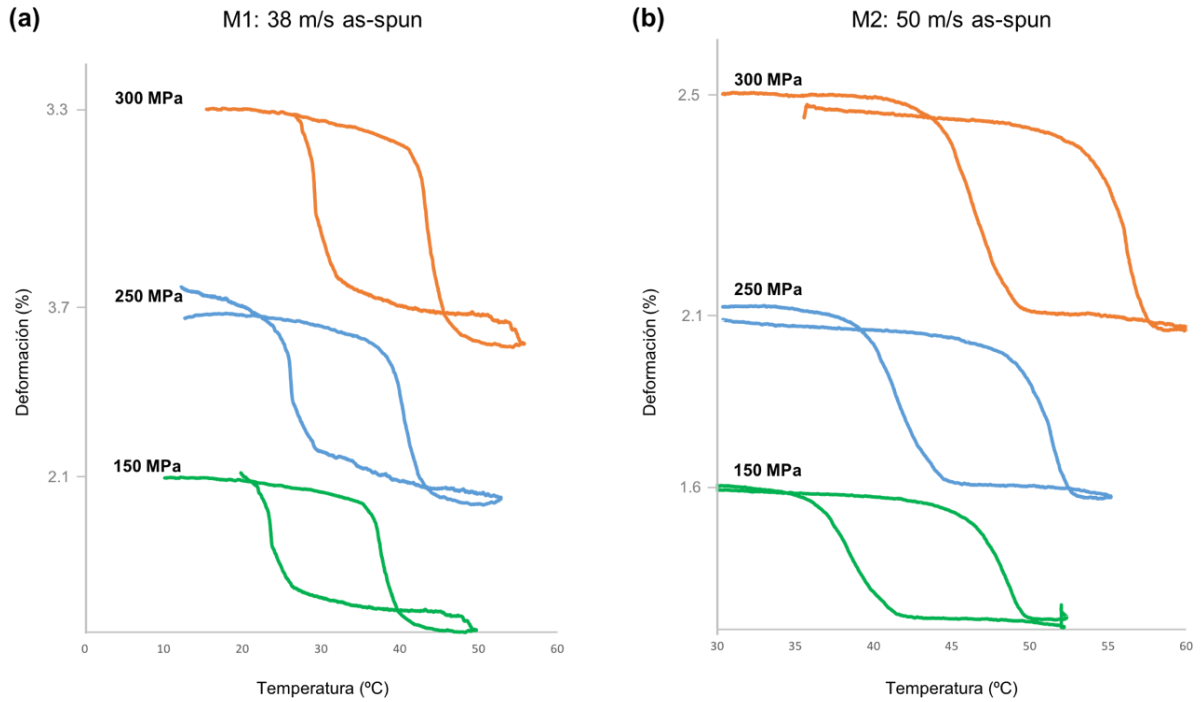 (a)
M1: 38 m/s as-spun
300 MPa
3.3
250 MPa
3.7
150 MPa
2.1
Deformación (%)
0 10 20 30 40 50 60
Temperatura (ºC)
(b)
M2: 50 m/s as-spun
300 MPa
2.5
250 MPa
2.1
150 MPa
1.6
Deformación (%)
30 35 40 45 50 55 60
Temperatura (ºC)